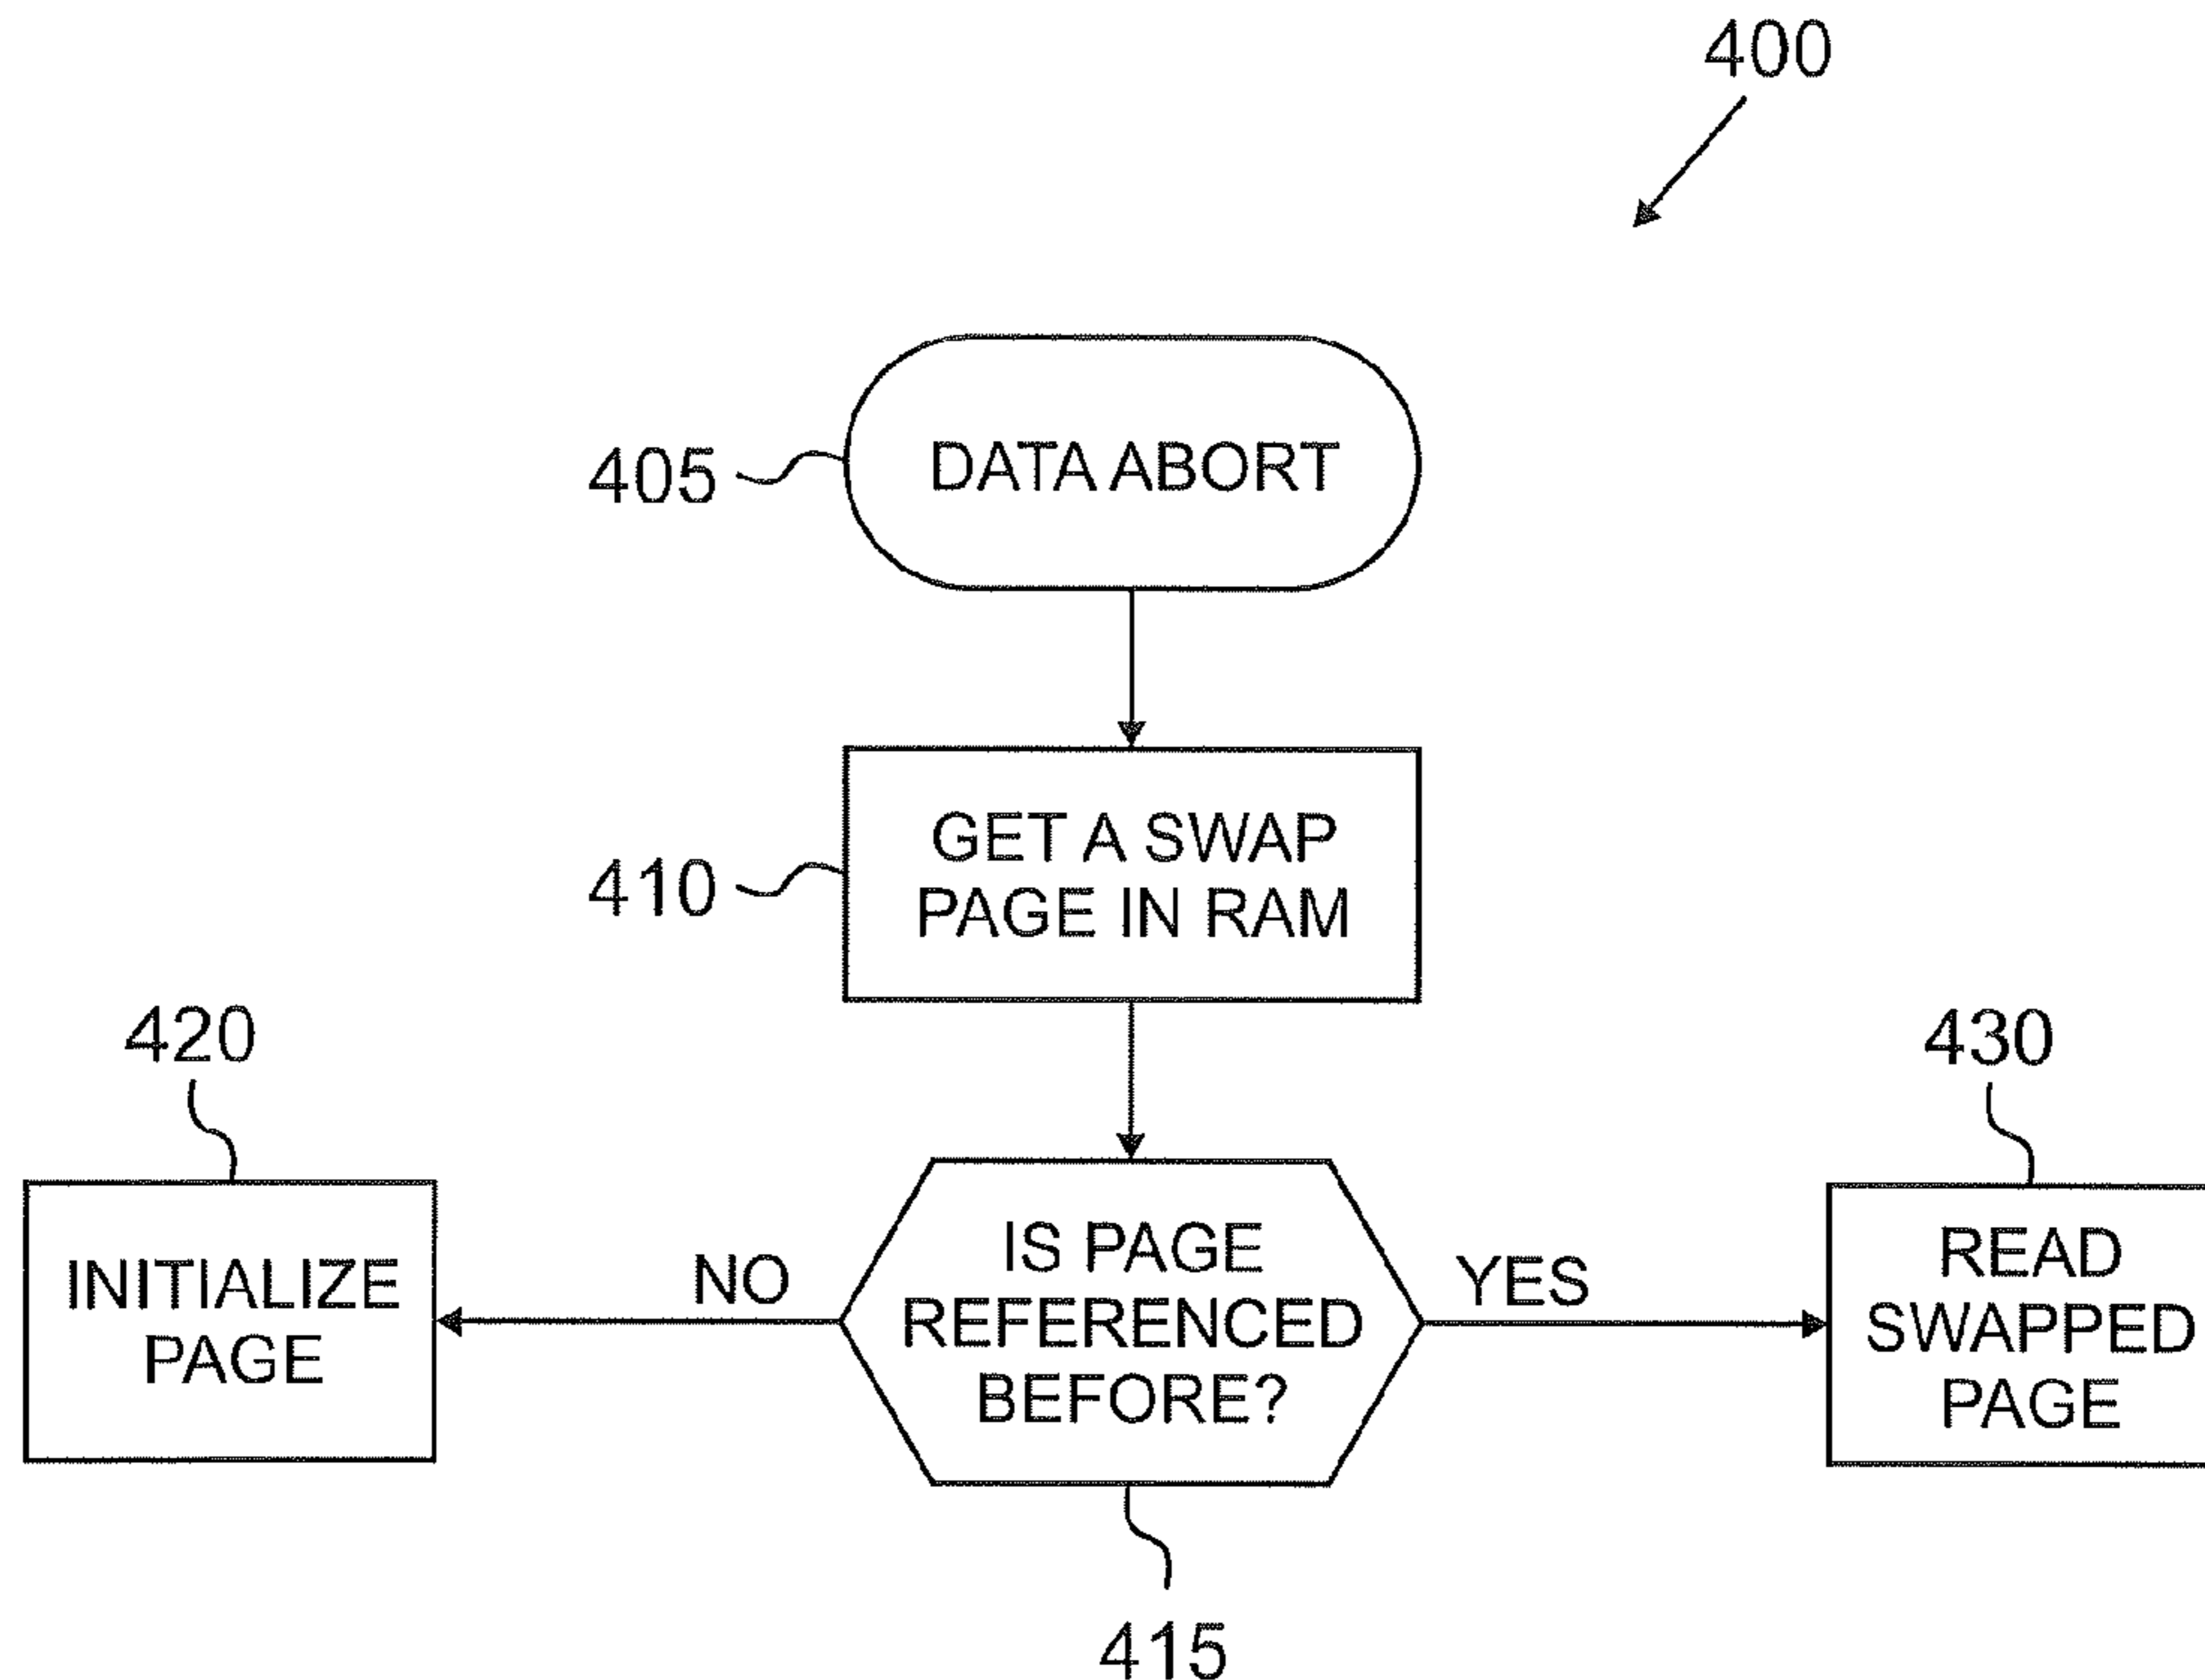 400
405
DATA ABORT
410
GET A SWAP
PAGE IN RAM
420
430
INITIALIZE
PAGE
NO
IS PAGE
REFERENCED
BEFORE?
YES
READ
SWAPPED
PAGE
415